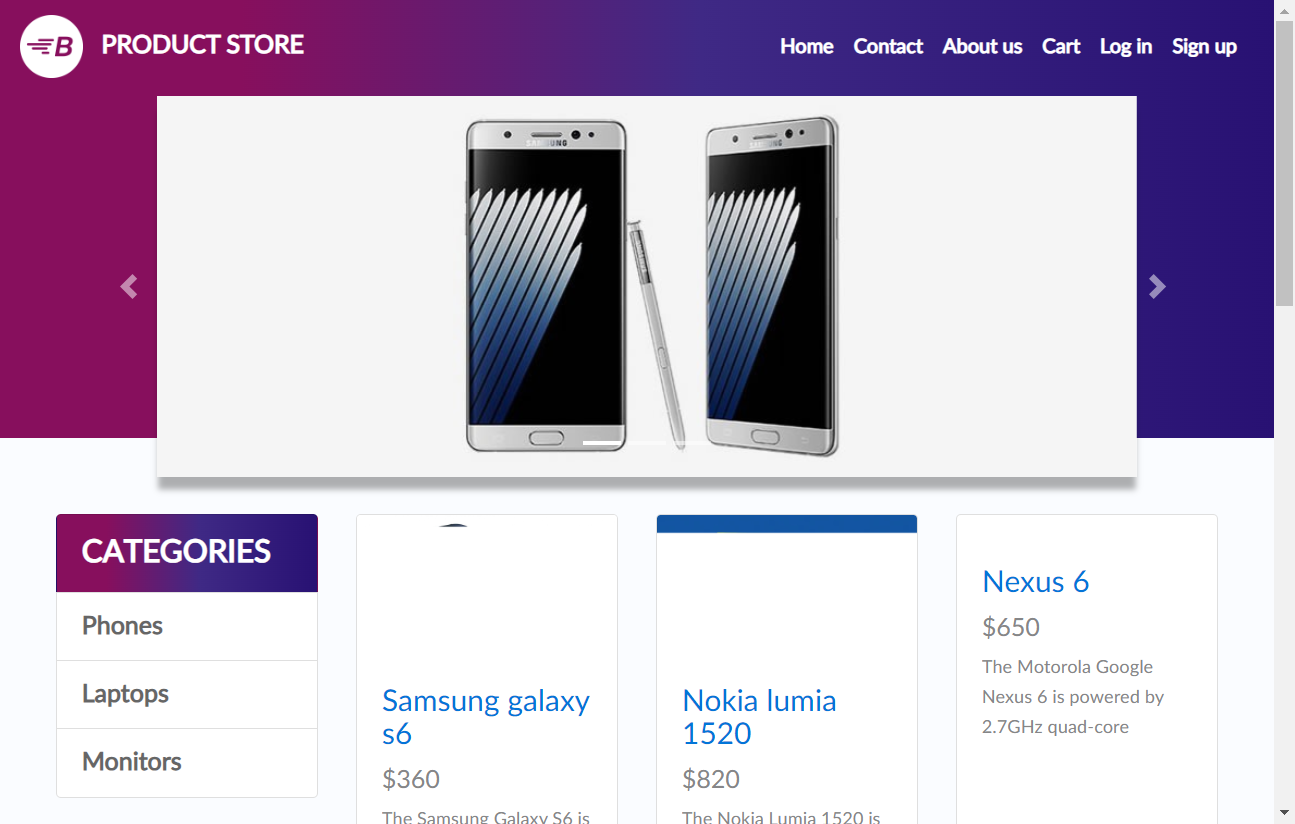 B
PRODUCT STORE
Home Contact About us Cart Log in Sign up
SAMSUNG
SAMSUNG
CATEGORIES
Phones
Laptops
Monitors
Samsung galaxy
s6
$360
The Samsung Galaxy S6 is
Nokia lumia
1520
$820
The Nokia Lumia 1520 is
Nexus 6
$650
The Motorola Google
Nexus 6 is powered by
2.7GHz quad-core